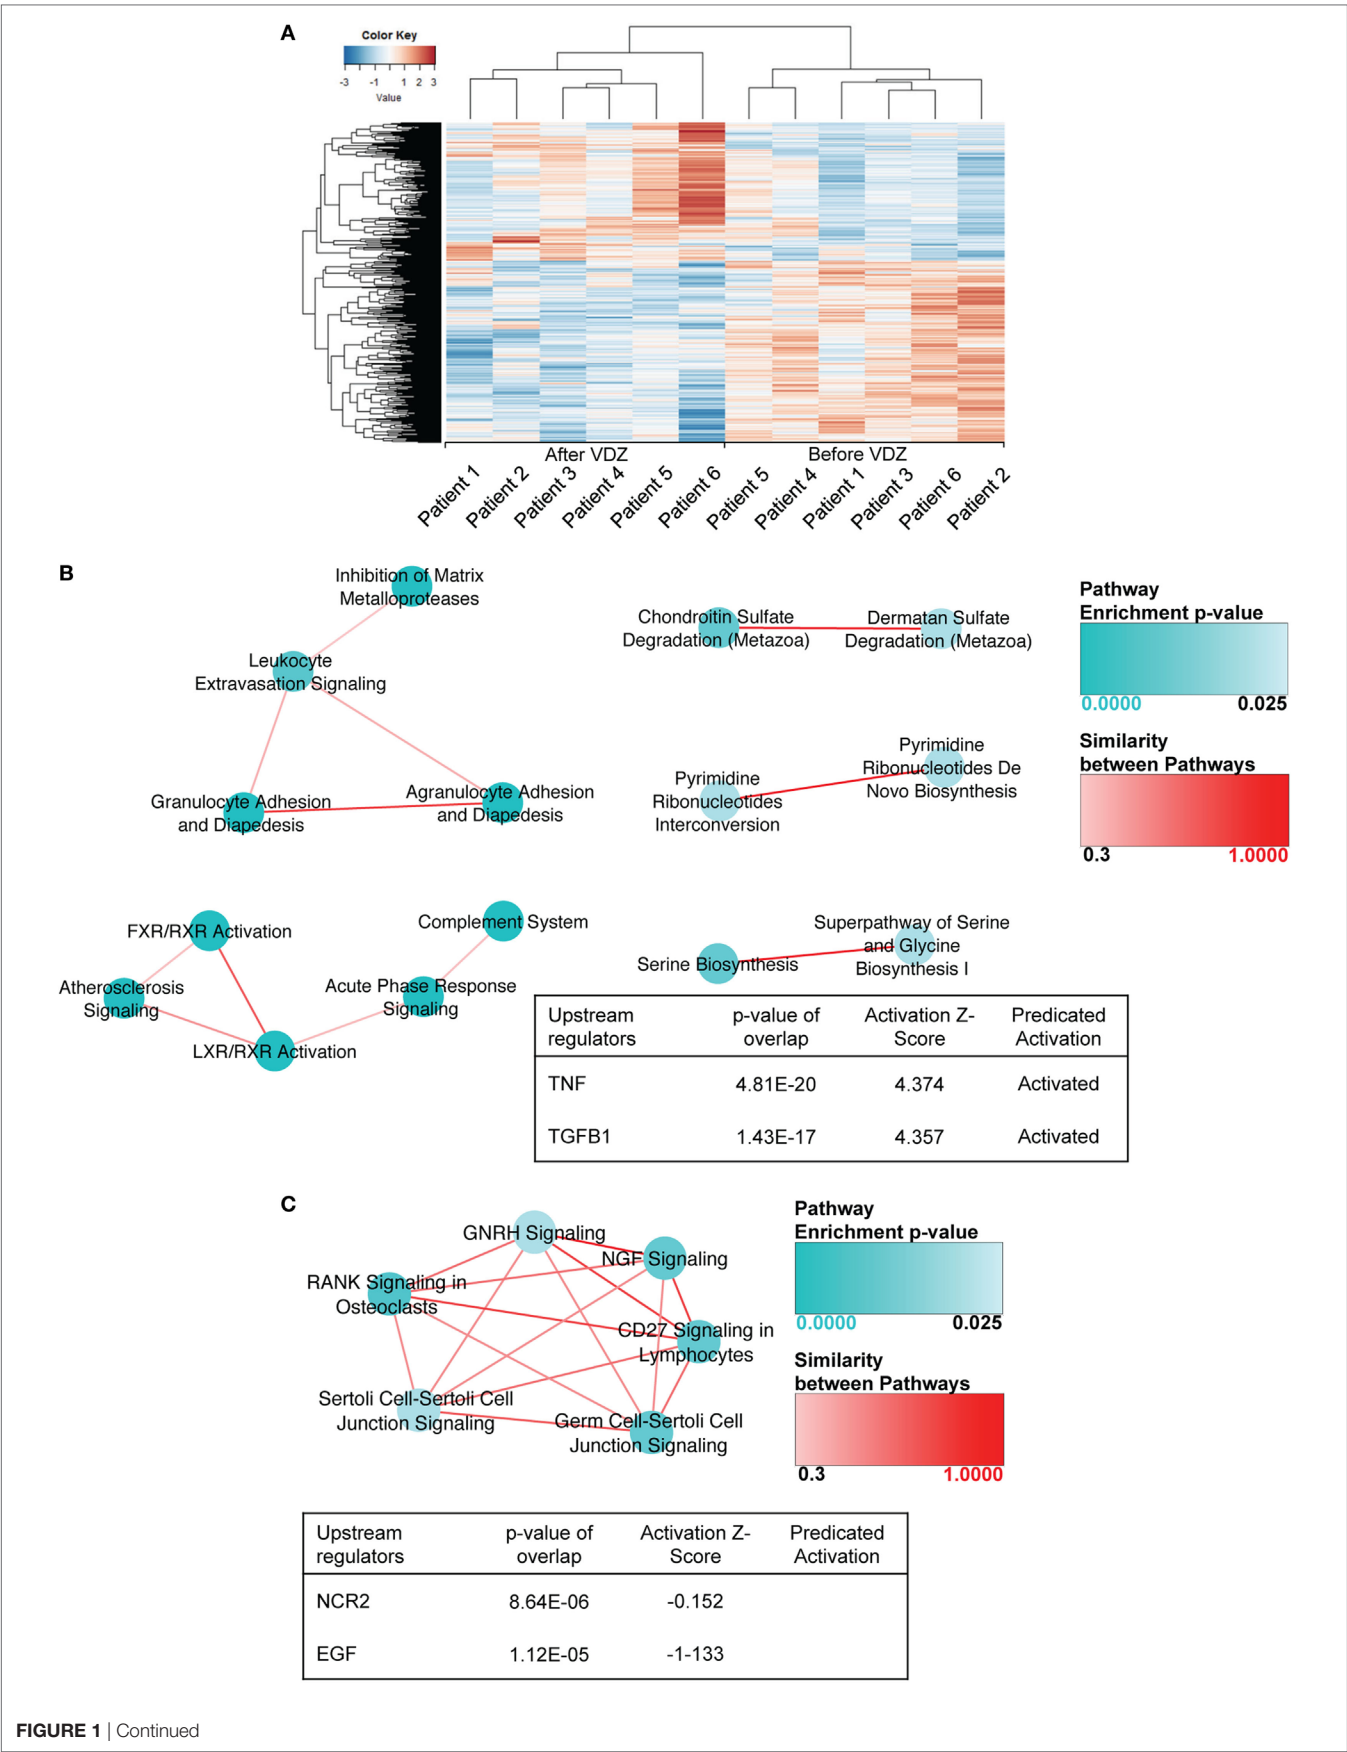 A
Color Key
-3 -1 1 2 3
Value
After VDZ
Before VDZ
Patient 1
Patient 2
Patient 3
Patient 4
Patient 5
Patient 6
Patient 5
Patient 4
Patient 1
Patient 3
Patient 6
Patient 2
B
Inhibition of Matrix
Metalloproteases
Leukocyte
Extravasation Signaling
Granulocyte Adhesion
and Diapedesis
Agranulocyte Adhesion
and Diapedesis
Chondroitin Sulfate
Degradation (Metazoa)
Dermatan Sulfate
Degradation (Metazoa)
Pyrimidine
Ribonucleotides
Interconversion
Pyrimidine
Ribonucleotides De
Novo Biosynthesis
Pathway
Enrichment p-value
0.0000 0.025
Similarity
between Pathways
0.3 1.0000
FXR/RXR Activation
Atherosclerosis
Signaling
LXR/RXR Activation
Complement System
Acute Phase Response
Signaling
Serine Biosynthesis
Superpathway of Serine
and Glycine
Biosynthesis I
Upstream regulators p-value of overlap Activation Z-Score Predicated Activation
TNF 4.81E-20 4.374 Activated
TGFB1 1.43E-17 4.357 Activated
C
GNRH Signaling
NGF Signaling
RANK Signaling in
Osteoclasts
CD27 Signaling in
Lymphocytes
Sertoli Cell-Sertoli Cell
Junction Signaling
Germ Cell-Sertoli Cell
Junction Signaling
Pathway
Enrichment p-value
0.0000 0.025
Similarity
between Pathways
0.3 1.0000
Upstream regulators p-value of overlap Activation Z-Score Predicated Activation
NCR2 8.64E-06 -0.152
EGF 1.12E-05 -1-133
FIGURE 1 | Continued